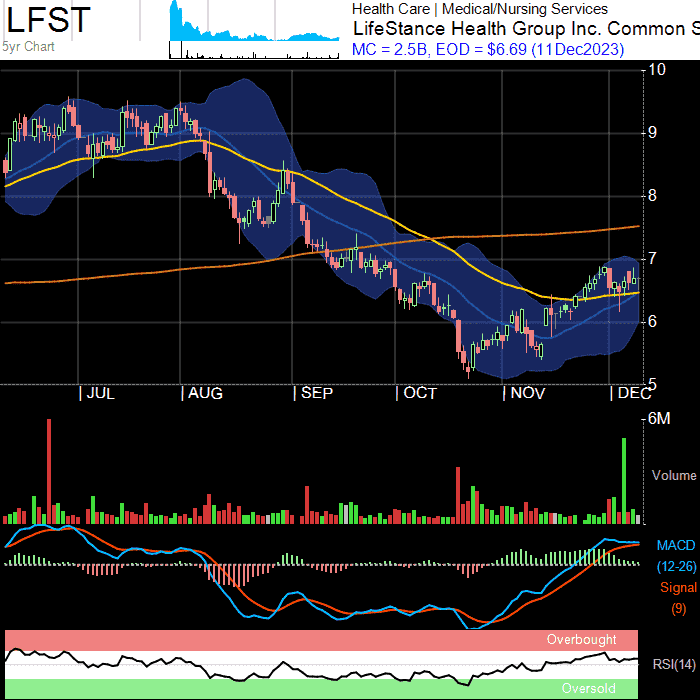 LFST
5yr Chart
Health Care | Medical/Nursing Services
LifeStance Health Group Inc. Common S
MC = 2.5B, EOD = $6.69 (11Dec2023)
10
9
8
7
6
5
| JUL | AUG | SEP | OCT | NOV | DEC
6M
Volume
MACD
(12-26)
Signal
(9)
Overbought
RSI(14)
Oversold